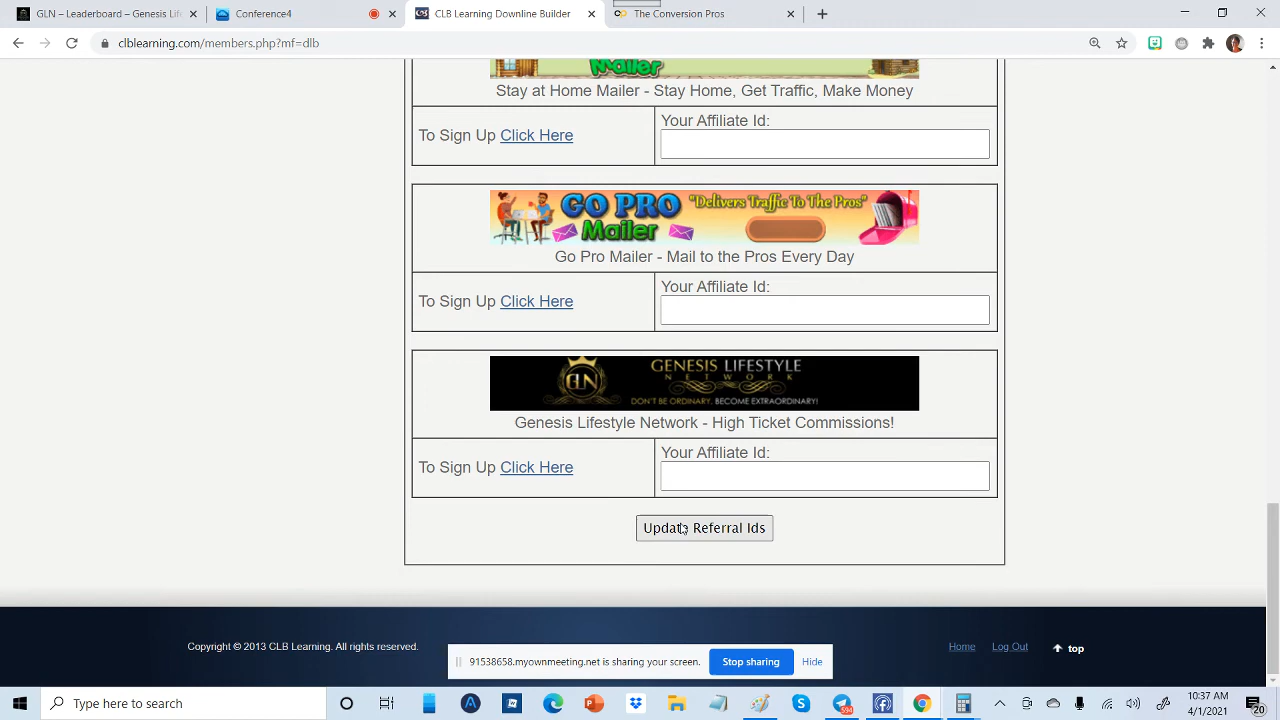 GLN – Leaderboard – Genesis Lif
Conference4
CLB Learning Downline Builder
The Conversion Pros
clblearning.com/members.php?mf=dlb
Mailer
Stay at Home Mailer - Stay Home, Get Traffic, Make Money
To Sign Up Click Here
Your Affiliate Id:
GO PRO
Mailer
"Delivers Traffic To The Pros"
Go Pro Mailer - Mail to the Pros Every Day
To Sign Up Click Here
Your Affiliate Id:
GLN
GENESIS LIFESTYLE
NETWORK
DON'T BE ORDINARY. BECOME EXTRAORDINARY!
Genesis Lifestyle Network - High Ticket Commissions!
To Sign Up Click Here
Your Affiliate Id:
Update Referral Ids
Copyright © 2013 CLB Learning. All rights reserved.
Home
Log Out
top
91538658.myownmeeting.net is sharing your screen.
Stop sharing
Hide
Type here to search
594
10:37 AM
4/1/2021
20